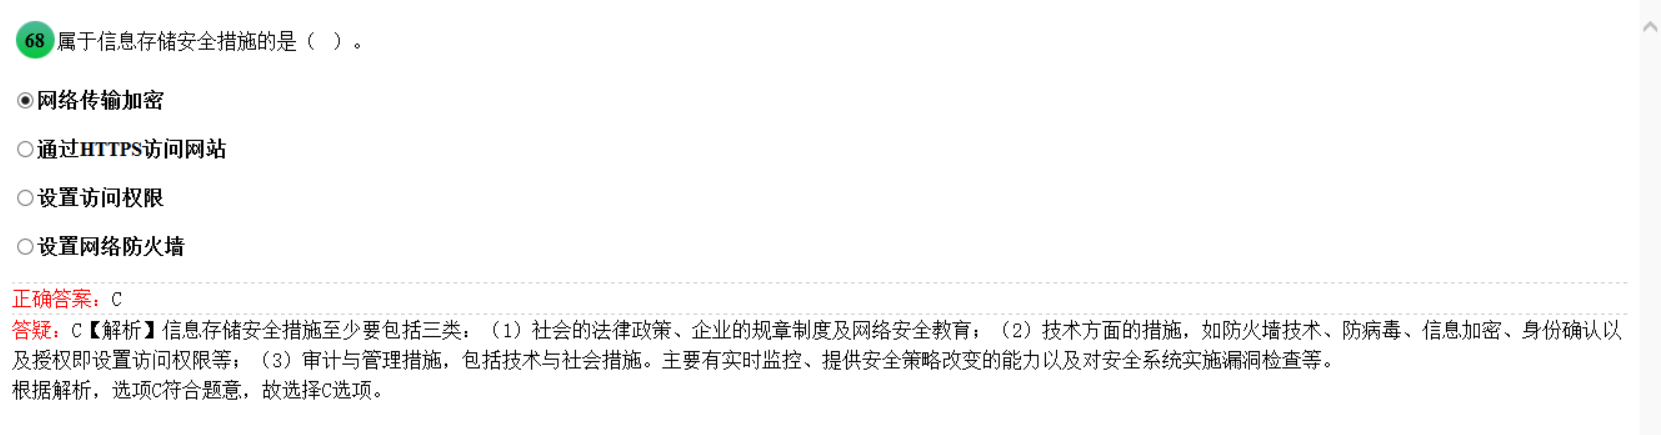 68 属于信息存储安全措施的是（ ）。
网络传输加密
通过HTTPS访问网站
设置访问权限
设置网络防火墙
正确答案：C
答疑：C【解析】信息存储安全措施至少要包括三类：（1）社会的法律政策、企业的规章制度及网络安全教育；（2）技术方面的措施，如防火墙技术、防病毒、信息加密、身份确认以
及授权即设置访问权限等；（3）审计与管理措施，包括技术与社会措施。主要有实时监控、提供安全策略改变的能力以及对安全系统实施漏洞检查等。
根据解析，选项C符合题意，故选择C选项。